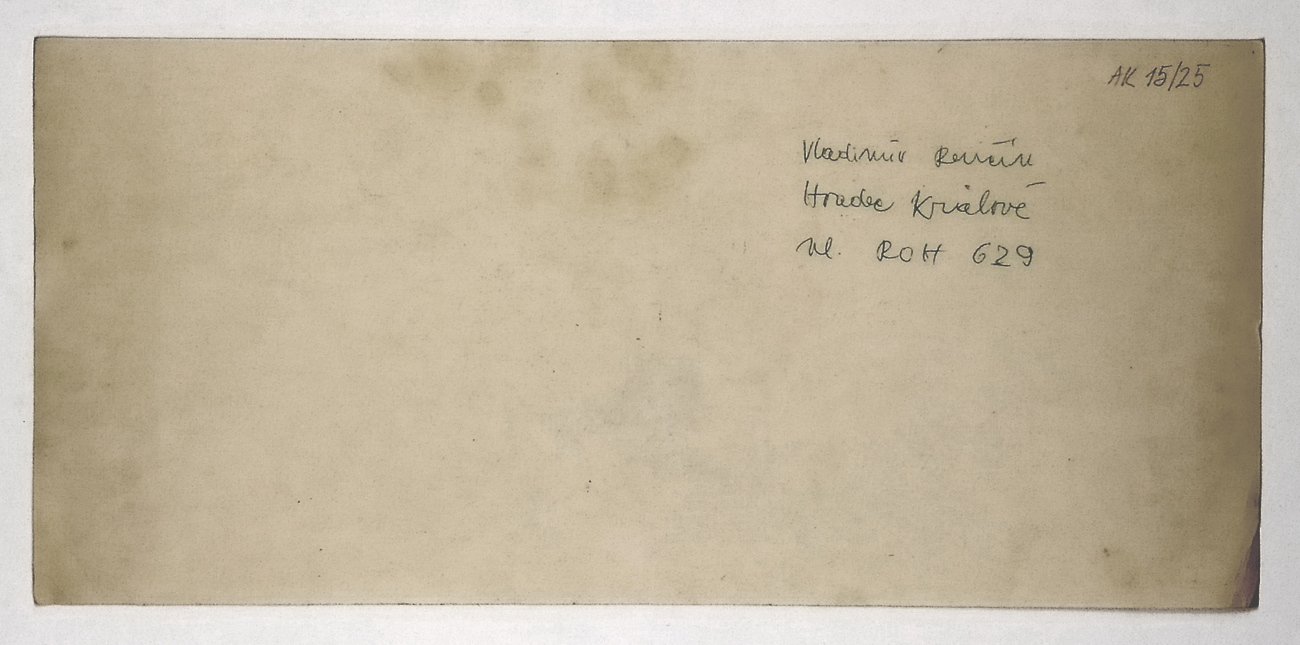 AK 15/25
Vladimír Renčín
Hradec Králové
ul. ROH 629